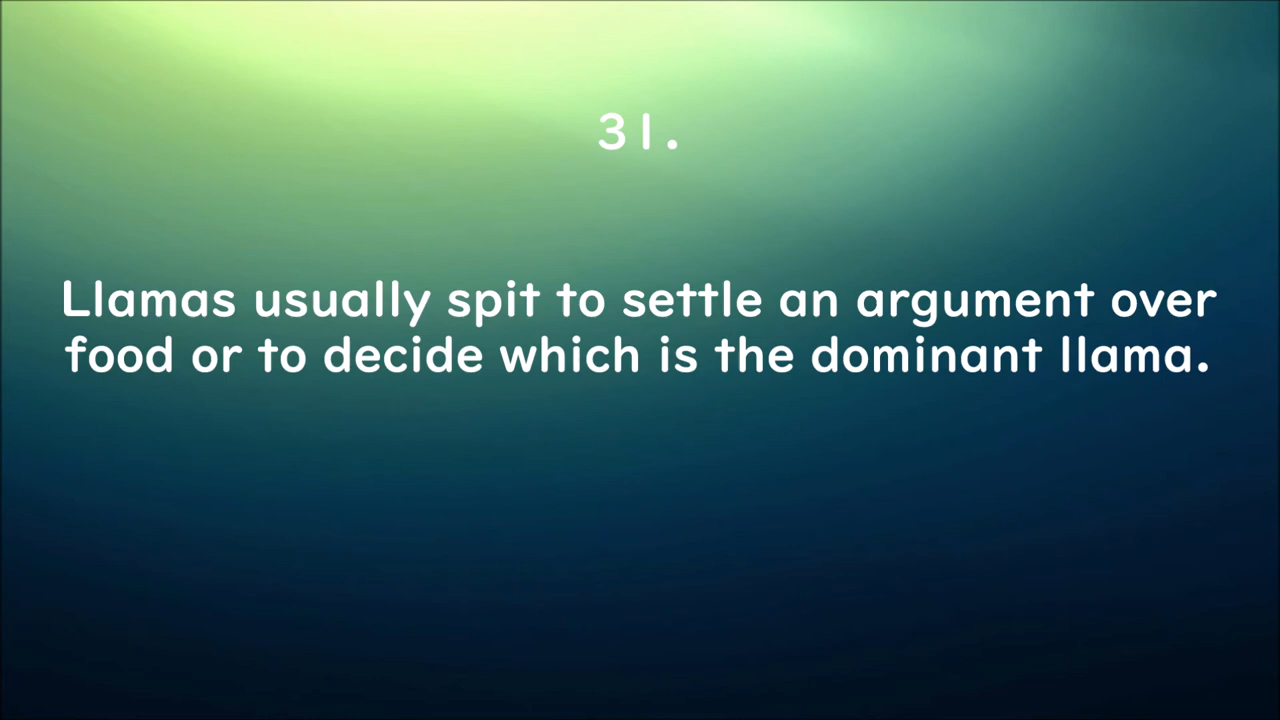 31.
Llamas usually spit to settle an argument over
food or to decide which is the dominant llama.